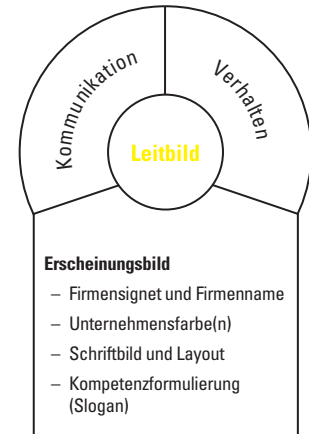 Kommunikation
Verhalten
Leitbild
Erscheinungsbild
– Firmensignet und Firmenname
– Unternehmensfarbe(n)
– Schriftbild und Layout
– Kompetenzformulierung
(Slogan)